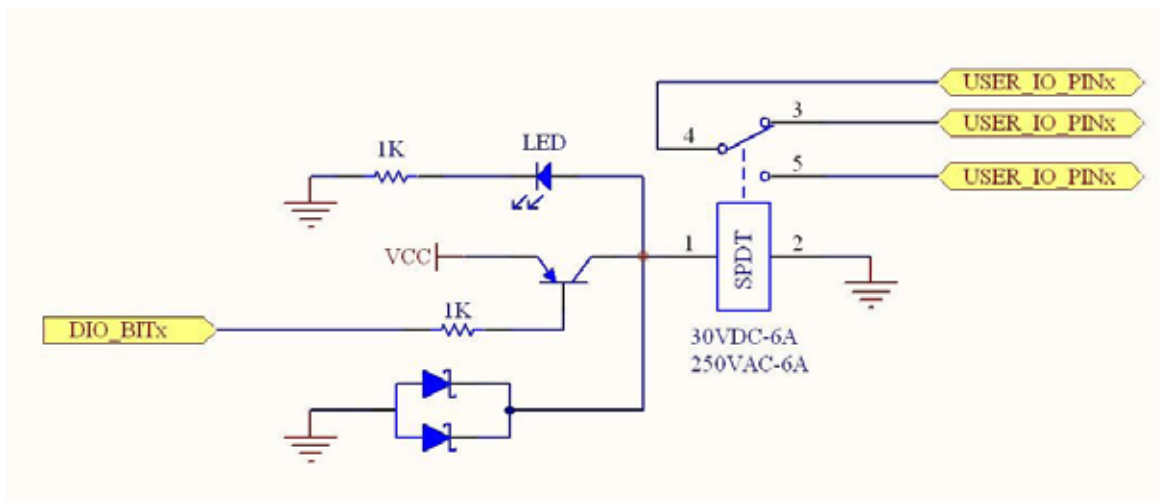 USER_IO_PINx
3
USER_IO_PINx
4
LED
1K
5
USER_IO_PINx
VCC
1
SPDT
2
1K
DIO_BITx
30VDC-6A
250VAC-6A